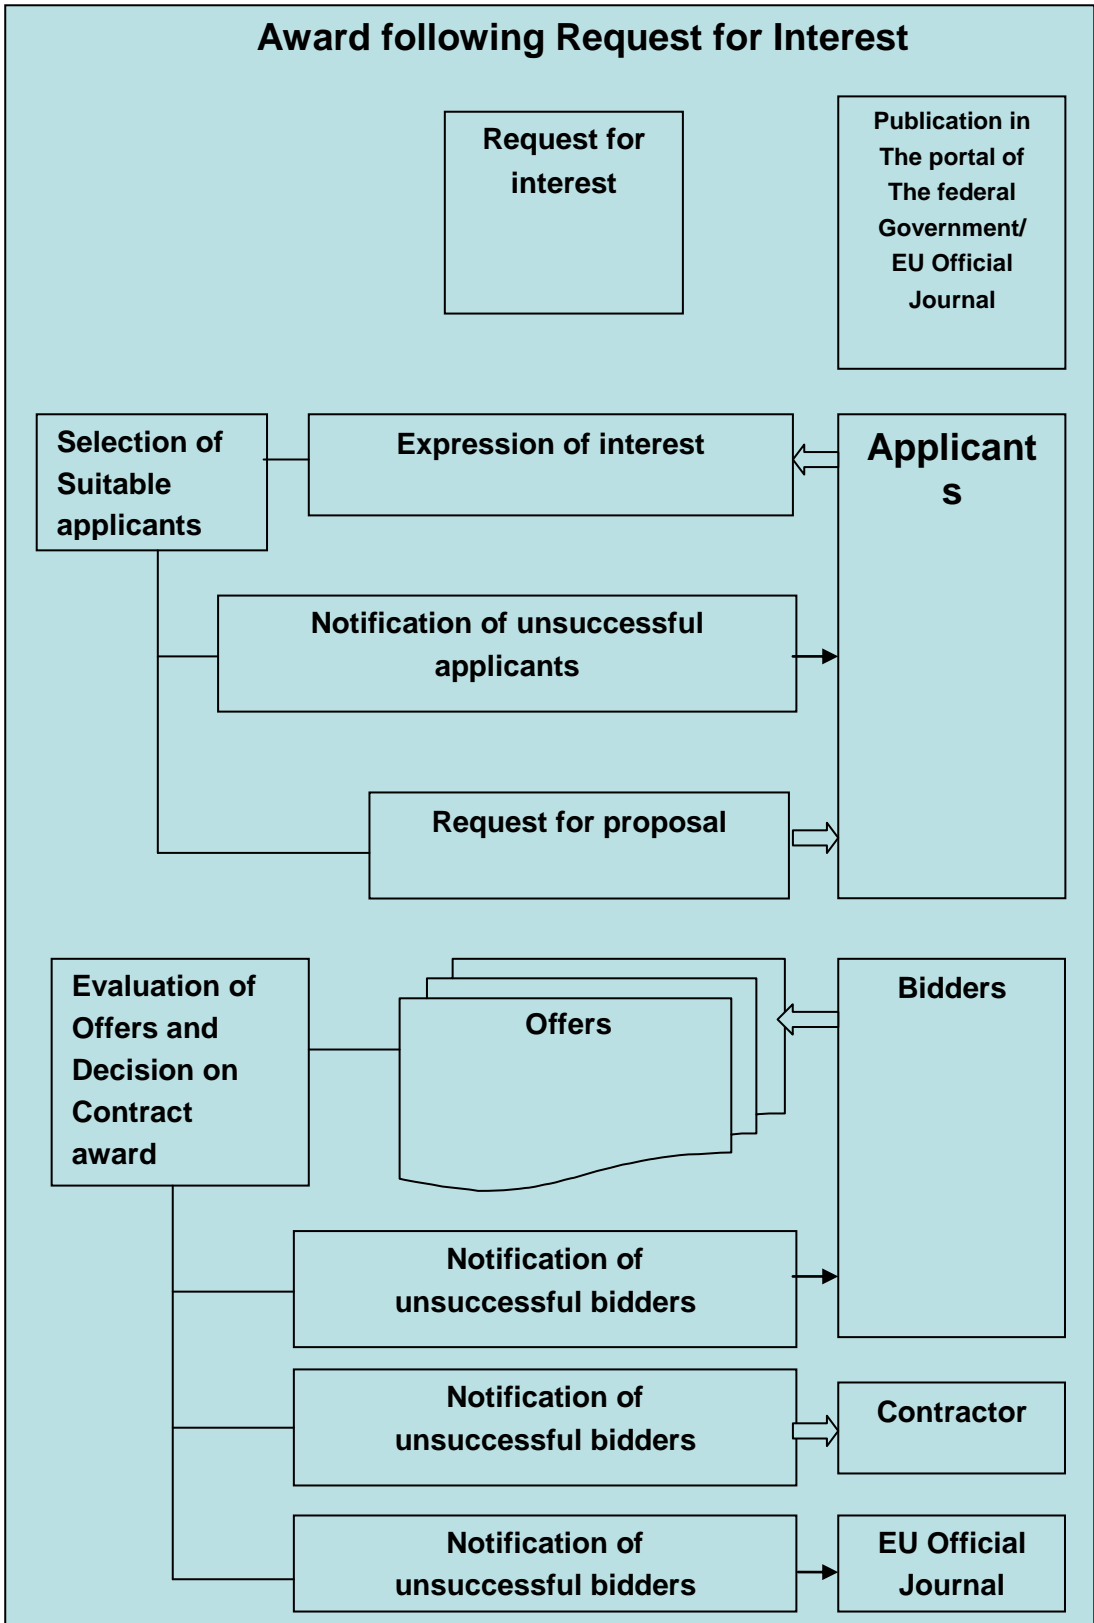 Award following Request for Interest
Request for
interest
Publication in
The portal of
The federal
Government/
EU Official
Journal
Selection of
Suitable
applicants
Expression of interest
Applicant
s
Notification of unsuccessful
applicants
Request for proposal
Evaluation of
Offers and
Decision on
Contract
award
Offers
Bidders
Notification of
unsuccessful bidders
Notification of
unsuccessful bidders
Contractor
Notification of
unsuccessful bidders
EU Official
Journal